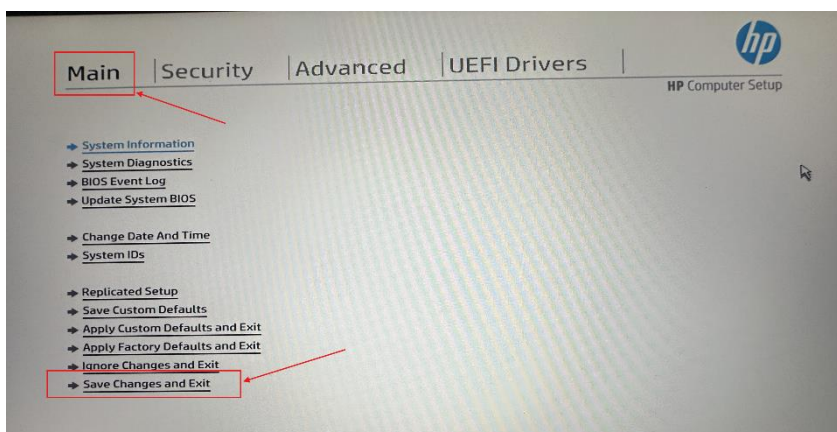 hp
Main Security Advanced UEFI Drivers
HP Computer Setup
System Information
System Diagnostics
BIOS Event Log
Update System BIOS
Change Date And Time
System IDs
Replicated Setup
Save Custom Defaults
Apply Custom Defaults and Exit
Apply Factory Defaults and Exit
Ignore Changes and Exit
Save Changes and Exit